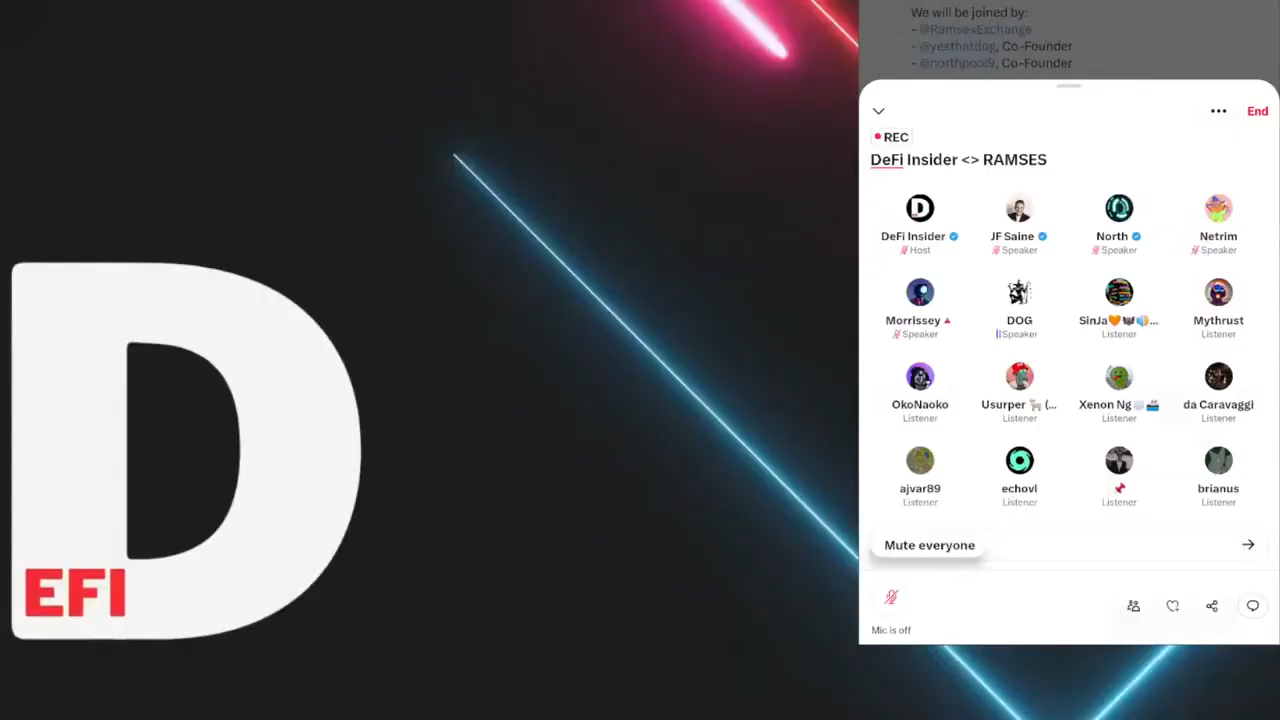 We will be joined by:
- @RamsesExchange
- @yesthatdog, Co-Founder
- @northpool9, Co-Founder
End
REC
DeFi Insider <> RAMSES
DeFi Insider JF Saine North Netrim
Host Speaker Speaker Speaker
Morrissey DOG SinJa🧡🦋🧊... Mythrust
Speaker Speaker Listener Listener
OkoNaoko Usurper 🦙 (... Xenon Ng da Caravaggi
Listener Listener Listener Listener
ajvar89 echovl 📌 brianus
Listener Listener Listener Listener
Mute everyone
Mic is off
D
EFI